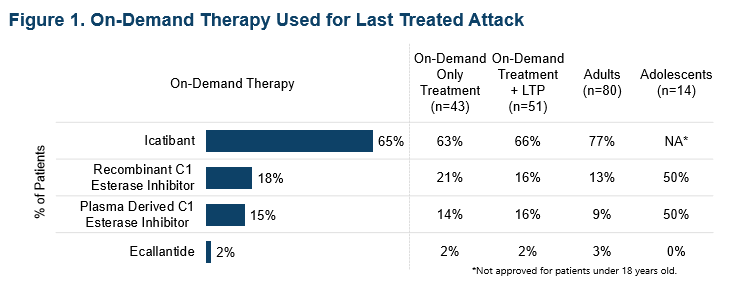 Figure 1. On-Demand Therapy Used for Last Treated Attack
On-Demand Therapy
On-Demand
Only
Treatment
(n=43)
On-Demand
Treatment
+ LTP
(n=51)
Adults
(n=80)
Adolescents
(n=14)
% of Patients
Icatibant 65% 63% 66% 77% NA*
Recombinant C1
Esterase Inhibitor 18% 21% 16% 13% 50%
Plasma Derived C1
Esterase Inhibitor 15% 14% 16% 9% 50%
Ecallantide 2% 2% 2% 3% 0%
*Not approved for patients under 18 years old.